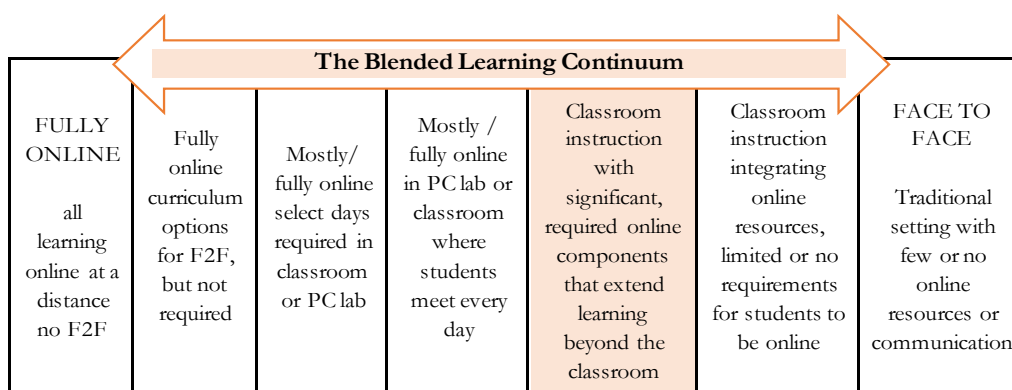 The Blended Learning Continuum
FULLY
ONLINE
all
learning
online at a
distance
no F2F
Fully
online
curriculum
options
for F2F,
but not
required
Mostly/
fully online
select days
required in
classroom
or PC lab
Mostly /
fully online
in PC lab or
classroom
where
students
meet every
day
Classroom
instruction
with
significant,
required online
components
that extend
learning
beyond the
classroom
Classroom
instruction
integrating
online
resources,
limited or no
requirements
for students to
be online
FACE TO
FACE
Traditional
setting with
few or no
online
resources or
communication